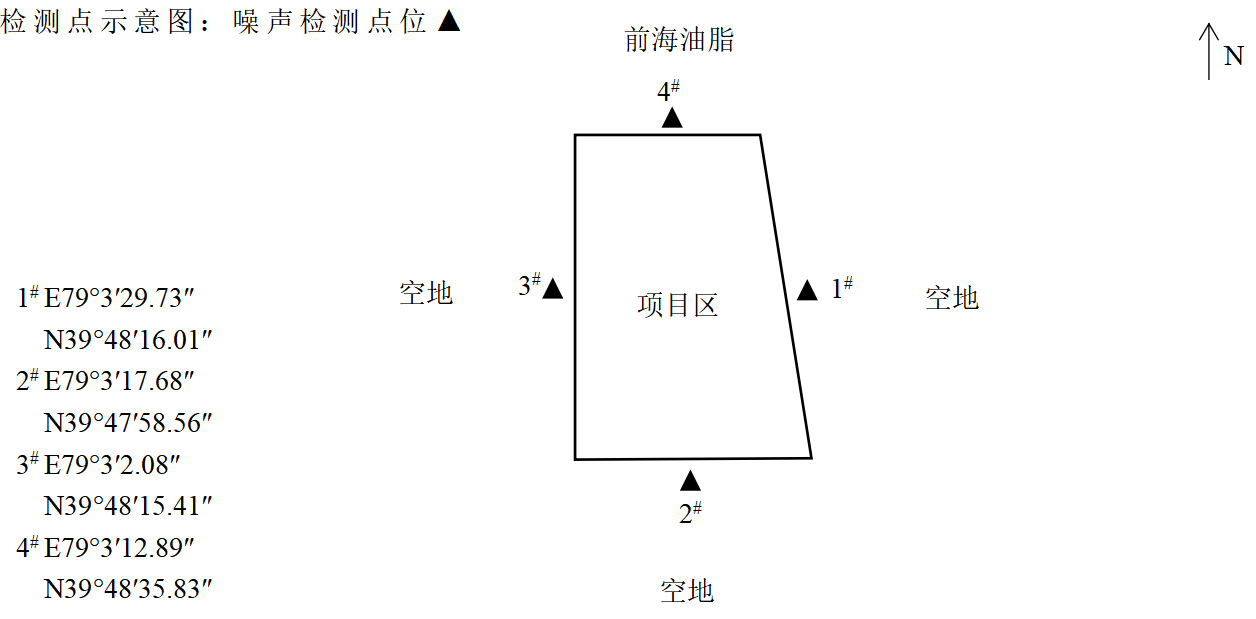 检测点示意图：噪声检测点位▲
前海油脂
N
4#
3#
1#
空地
项目区
空地
2#
空地
1# E79°3′29.73″
N39°48′16.01″
2# E79°3′17.68″
N39°47′58.56″
3# E79°3′2.08″
N39°48′15.41″
4# E79°3′12.89″
N39°48′35.83″